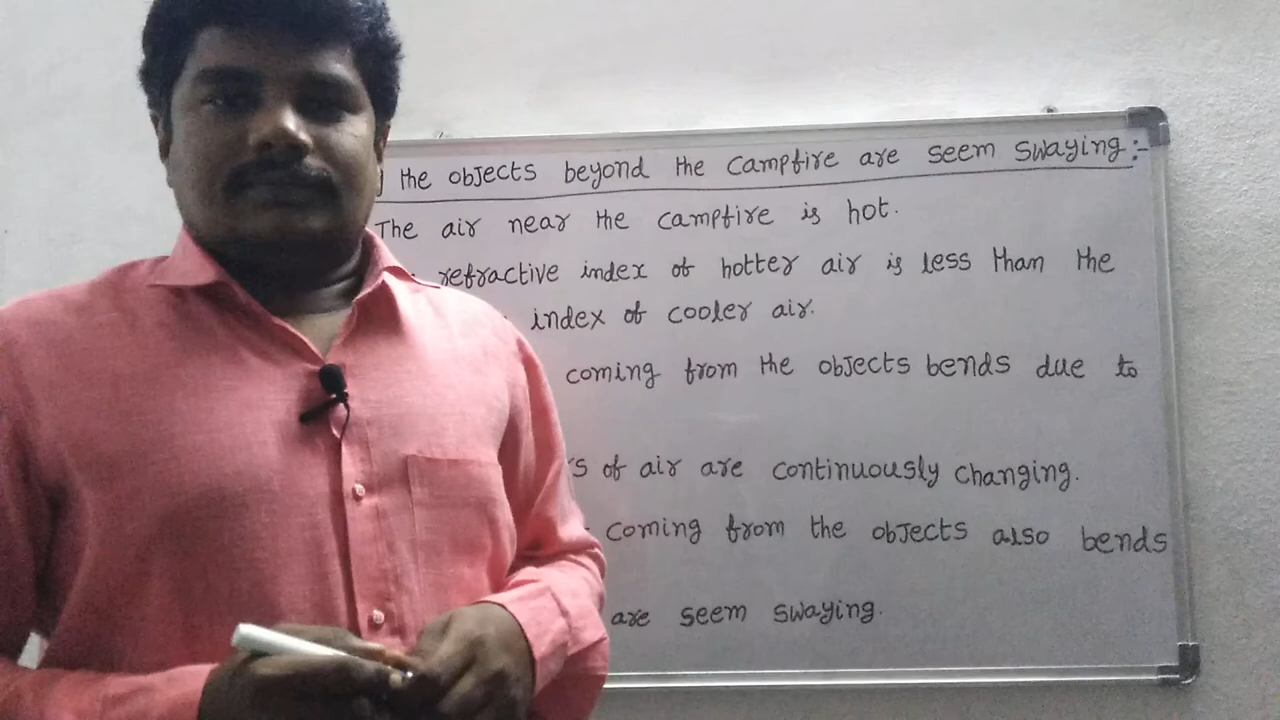 the objects beyond the campfire are seem swaying :-
The air near the campfire is hot.
refractive index of hotter air is less than the
index of cooler air.
coming from the objects bends due to
of air are continuously changing.
coming from the objects also bends
are seem swaying.